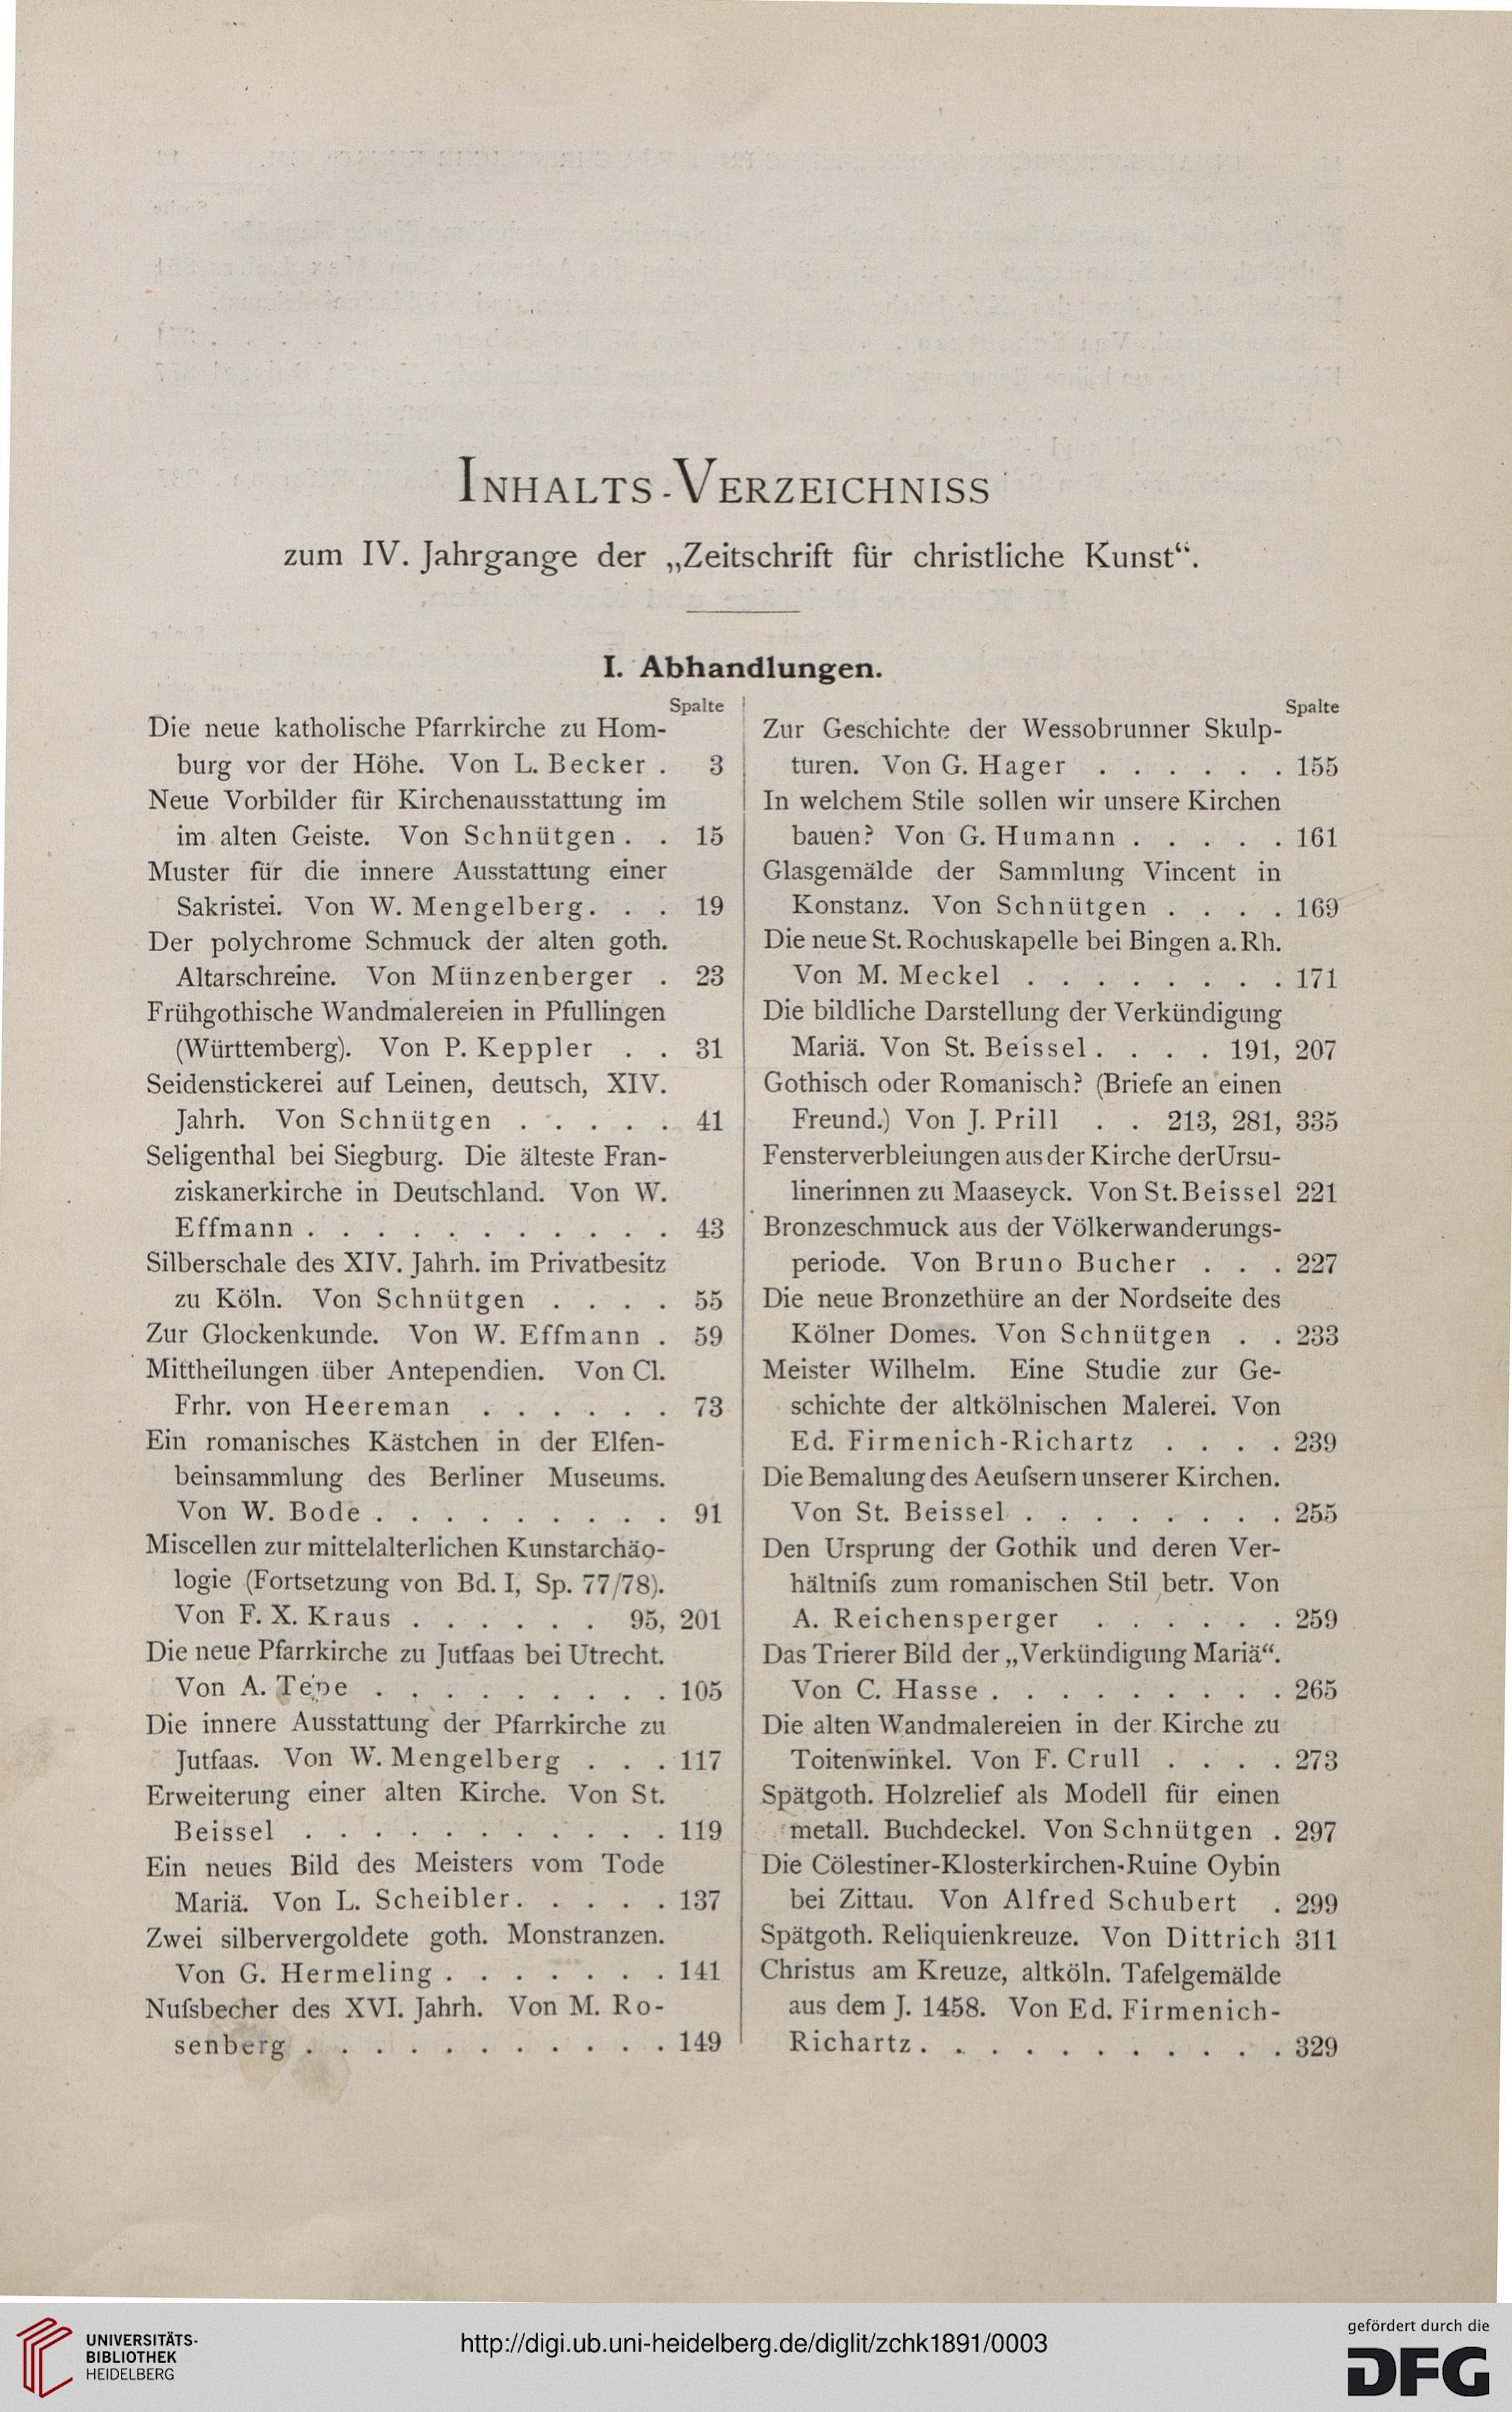 Inhalts-Verzeichniss
zum IV. Jahrgange der „Zeitschrift für christliche Kunst“.
I. Abhandlungen.
Spalte
Die neue katholische Pfarrkirche zu Hom-
burg vor der Höhe. Von L. Becker . 3
Neue Vorbilder für Kirchenausstattung im
im alten Geiste. Von Schnütgen . . 15
Muster für die innere Ausstattung einer
Sakristei. Von W. Mengelberg . . . 19
Der polychrome Schmuck der alten goth.
Altarschreine. Von Münzenberger . 23
Frühgothische Wandmalereien in Pfullingen
(Württemberg). Von P. Keppler . . 31
Seidenstickerei auf Leinen, deutsch, XIV.
Jahrh. Von Schnütgen . . . . . 41
Seligenthal bei Siegburg. Die älteste Fran-
ziskanerkirche in Deutschland. Von W.
Effmann . . . . . . . . . . . 43
Silberschale des XIV. Jahrh. im Privatbesitz
zu Köln. Von Schnütgen . . . . 55
Zur Glockenkunde. Von W. Effmann . 59
Mittheilungen über Antependien. Von Cl.
Frhr. von Heereman . . . . . . 73
Ein romanisches Kästchen in der Elfen-
beinsammlung des Berliner Museums.
Von W. Bode . . . . . . . . . 91
Miscellen zur mittelalterlichen Kunstarchäo-
logie (Fortsetzung von Bd. I, Sp. 77/78).
Von F. X. Kraus . . . . . . 95, 201
Die neue Pfarrkirche zu Jutfaas bei Utrecht.
Von A. Tepe . . . . . . . . . 105
Die innere Ausstattung der Pfarrkirche zu
Jutfaas. Von W. Mengelberg . . . 117
Erweiterung einer alten Kirche. Von St.
Beissel . . . . . . . . . . . 119
Ein neues Bild des Meisters vom Tode
Mariä. Von L. Scheibler . . . . . 137
Zwei silbervergoldete goth. Monstranzen.
Von G. Hermeling . . . . . . . 141
Nuſsbecher des XVI. Jahrh. Von M. Ro-
senberg . . . . . . . . . . . 149
Spalte
Zur Geschichte der Wessobrunner Skulp-
turen. Von G. Hager . . . . . . 155
In welchem Stile sollen wir unsere Kirchen
bauen? Von G. Humann . . . . . 161
Glasgemälde der Sammlung Vincent in
Konstanz. Von Schnütgen . . . . 169
Die neue St. Rochuskapelle bei Bingen a. Rh.
Von M. Meckel . . . . . . . . 171
Die bildliche Darstellung der Verkündigung
Mariä. Von St. Beissel . . . . 191, 207
Gothisch oder Romanisch? (Briefe an einen
Freund.) Von J. Prill . . 213, 281, 335
Fensterverbleiungen aus der Kirche derUrsu-
linerinnen zu Maaseyck. Von St. Beissel 221
Bronzeschmuck aus der Völkerwanderungs-
periode. Von Bruno Bucher . . . 227
Die neue Bronzethüre an der Nordseite des
Kölner Domes. Von Schnütgen . . 233
Meister Wilhelm. Eine Studie zur Ge-
schichte der altkölnischen Malerei. Von
Ed. Firmenich-Richartz . . . . 239
Die Bemalung des Aeuſsern unserer Kirchen.
Von St. Beissel . . . . . . . . 255
Den Ursprung der Gothik und deren Ver-
hältniſs zum romanischen Stil betr. Von
A. Reichensperger . . . . . . 259
Das Trierer Bild der „Verkündigung Mariä“.
Von C. Hasse . . . . . . . . . 265
Die alten Wandmalereien in der Kirche zu
Toitenwinkel. Von F. Crull . . . . 273
Spätgoth. Holzrelief als Modell für einen
metall. Buchdeckel. Von Schnütgen . 297
Die Cölestiner-Klosterkirchen-Ruine Oybin
bei Zittau. Von Alfred Schubert . 299
Spätgoth. Reliquienkreuze. Von Dittrich 311
Christus am Kreuze, altköln. Tafelgemälde
aus dem J. 1458. Von Ed. Firmenich-
Richartz . . . . . . . . . . . 329
UNIVERSITÄTS-
BIBLIOTHEK
HEIDELBERG
http://digi.ub.uni-heidelberg.de/diglit/zchk1891/0003
gefördert durch die
DFG